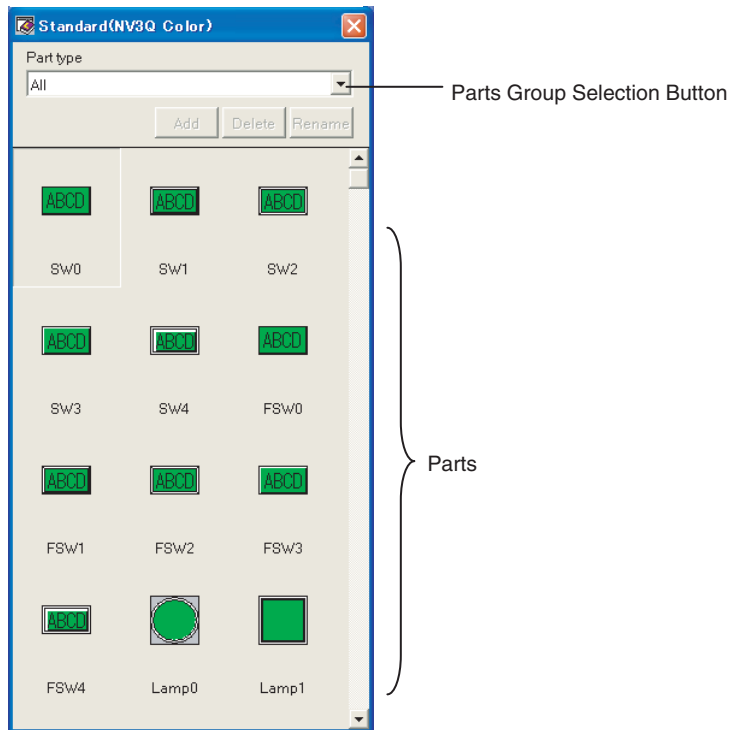 Standard(NV3Q Color)
Part type
All
Parts Group Selection Button
Add Delete Rename
ABCD ABCD ABCD
SW0 SW1 SW2
ABCD ABCD ABCD
SW3 SW4 FSW0
Parts
ABCD ABCD ABCD
FSW1 FSW2 FSW3
ABCD
FSW4 Lamp0 Lamp1